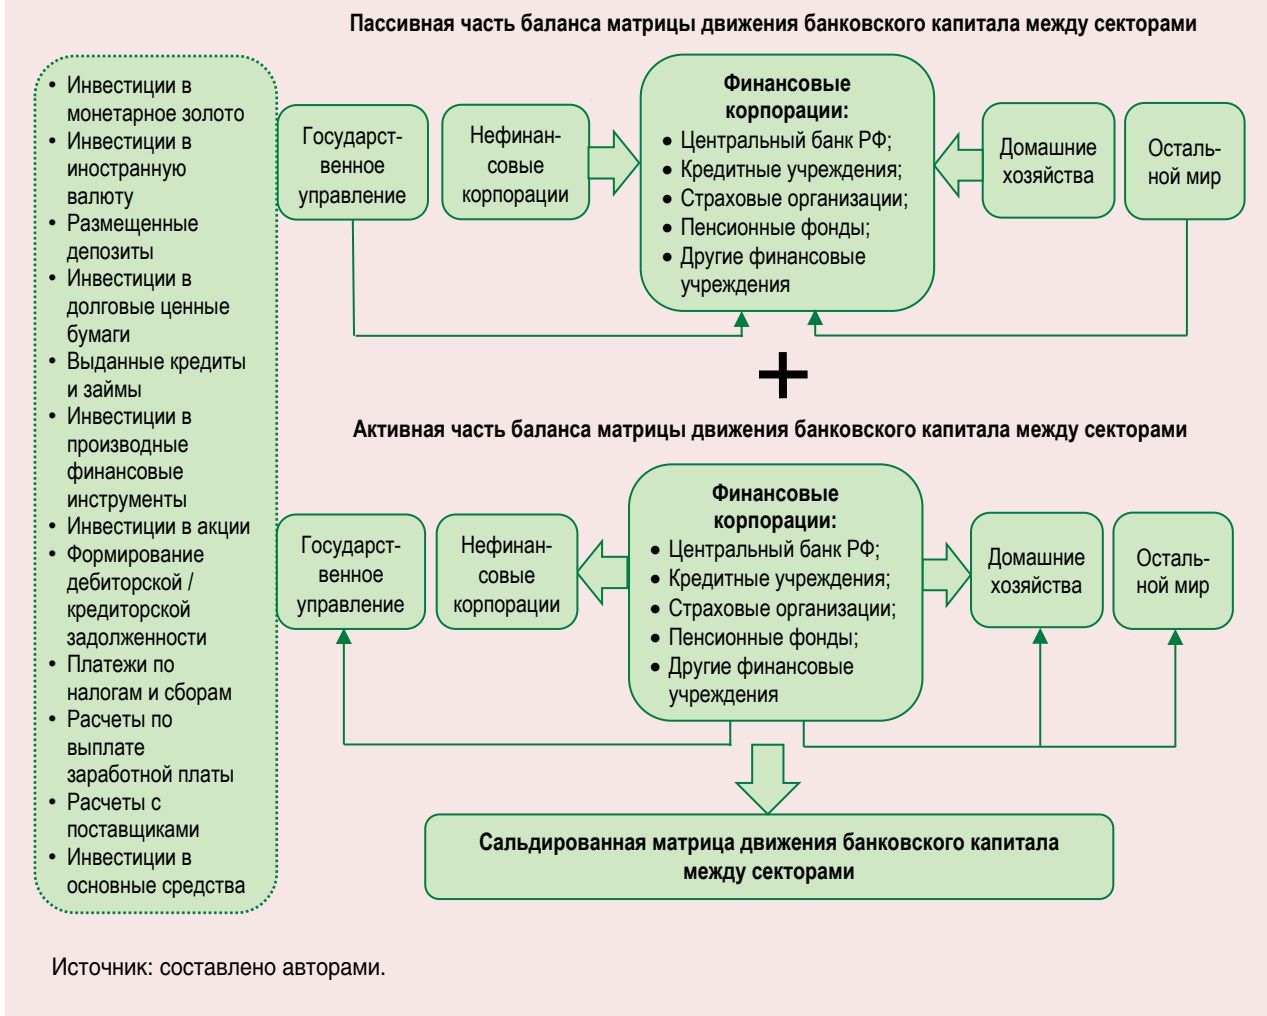 Пассивная часть баланса матрицы движения банковского капитала между секторами
• Инвестиции в
монетарное золото
• Инвестиции в
иностранную
валюту
• Размещенные
депозиты
• Инвестиции в
долговые ценные
бумаги
• Выданные кредиты
и займы
• Инвестиции в
производные
финансовые
инструменты
• Инвестиции в акции
• Формирование
дебиторской /
кредиторской
задолженности
• Платежи по
налогам и сборам
• Расчеты по
выплате
заработной платы
• Расчеты с
поставщиками
• Инвестиции в
основные средства
Государст-
венное
управление
Нефинан-
совые
корпорации
Финансовые
корпорации:
• Центральный банк РФ;
• Кредитные учреждения;
• Страховые организации;
• Пенсионные фонды;
• Другие финансовые
учреждения
Домашние
хозяйства
Осталь-
ной мир
+
Активная часть баланса матрицы движения банковского капитала между секторами
Государст-
венное
управление
Нефинан-
совые
корпорации
Финансовые
корпорации:
• Центральный банк РФ;
• Кредитные учреждения;
• Страховые организации;
• Пенсионные фонды;
• Другие финансовые
учреждения
Домашние
хозяйства
Осталь-
ной мир
Сальдированная матрица движения банковского капитала
между секторами
Источник: составлено авторами.